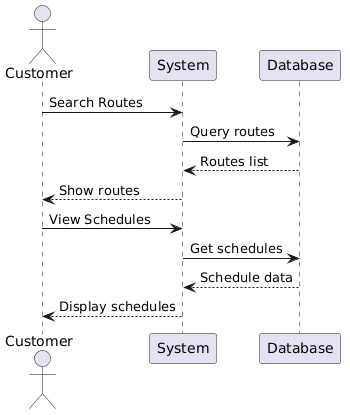 Customer
System
Database
Search Routes
Query routes
Routes list
Show routes
View Schedules
Get schedules
Schedule data
Display schedules
Customer
System
Database